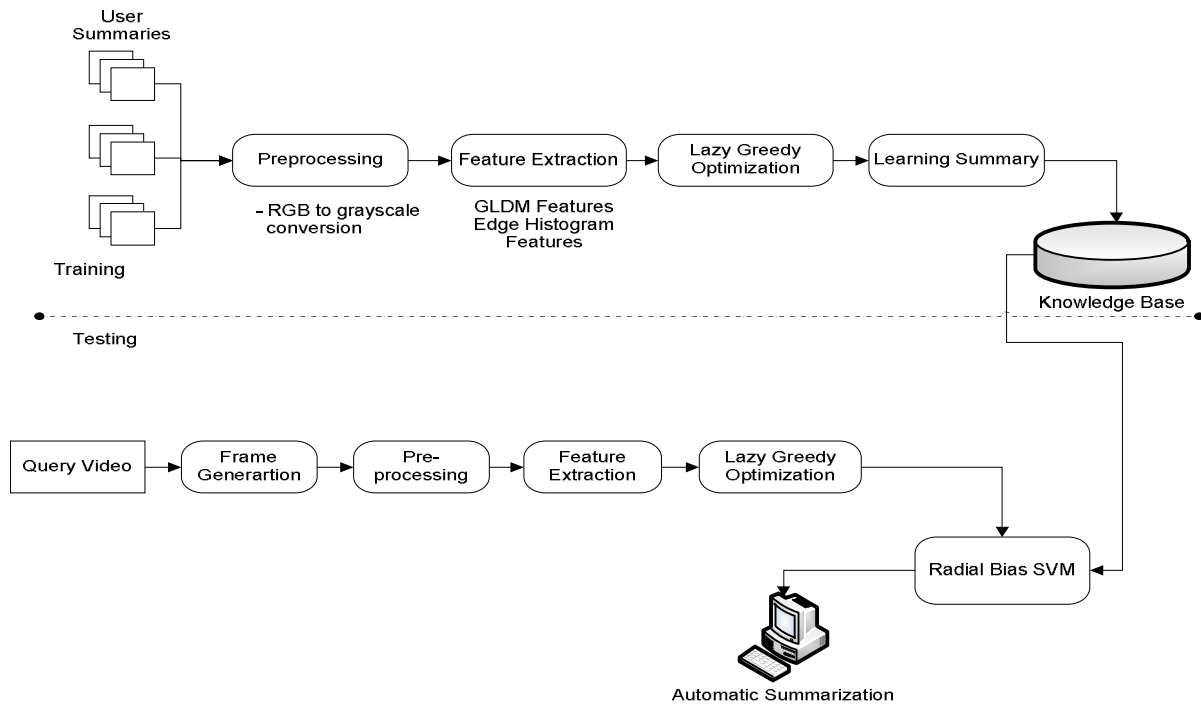 User
Summaries
Preprocessing
Feature Extraction
Lazy Greedy
Optimization
Learning Summary
- RGB to grayscale
conversion
GLDM Features
Edge Histogram
Features
Training
Knowledge Base
Testing
Query Video
Frame
Generartion
Pre-
processing
Feature
Extraction
Lazy Greedy
Optimization
Radial Bias SVM
Automatic Summarization